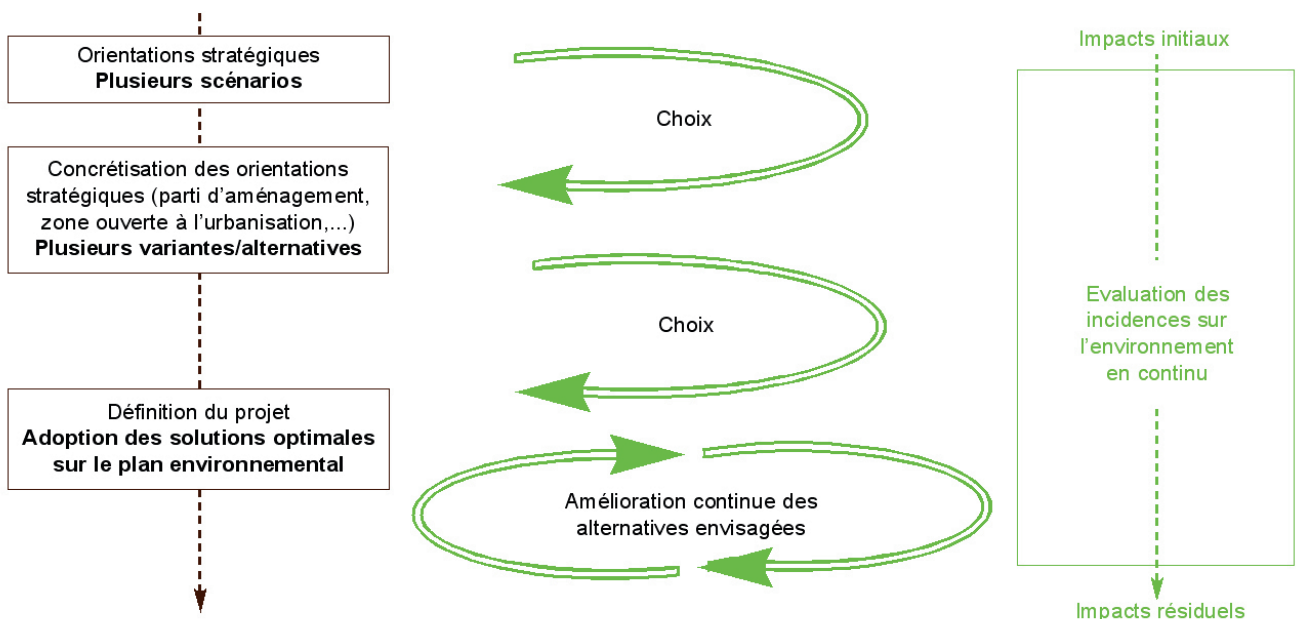 Orientations stratégiques
Plusieurs scénarios
Concrétisation des orientations
stratégiques (parti d’aménagement,
zone ouverte à l’urbanisation,...)
Plusieurs variantes/alternatives
Définition du projet
Adoption des solutions optimales
sur le plan environnemental
Choix
Choix
Amélioration continue des
alternatives envisagées
Impacts initiaux
Evaluation des
incidences sur
l’environnement
en continu
Impacts résiduels